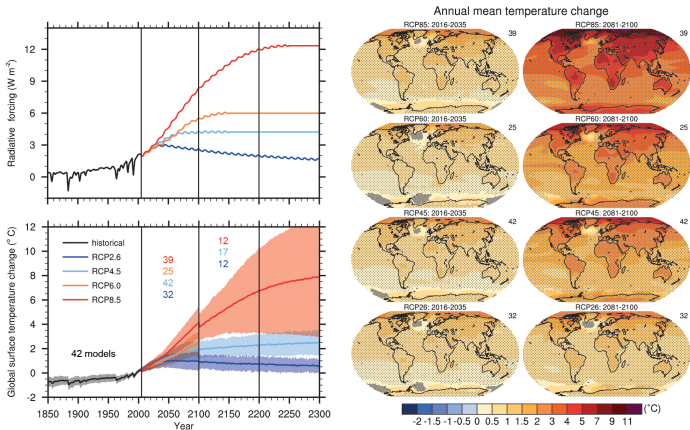 Annual mean temperature change
Radiative forcing (W m⁻²)
12
9
6
3
0
Global surface temperature change (° C)
12
10
8
6
4
2
0
-2
historical
RCP2.6
RCP4.5
RCP6.0
RCP8.5
39
25
42
32
12
17
12
42 models
1850 1900 1950 2000 2050 2100 2150 2200 2250 2300
Year
RCP85: 2016-2035
39
RCP85: 2081-2100
39
RCP60: 2016-2035
25
RCP60: 2081-2100
25
RCP45: 2016-2035
42
RCP45: 2081-2100
42
RCP26: 2016-2035
32
RCP26: 2081-2100
32
(°C)
-2 -1.5 -1 -0.5 0 0.5 1 1.5 2 3 4 5 7 9 11